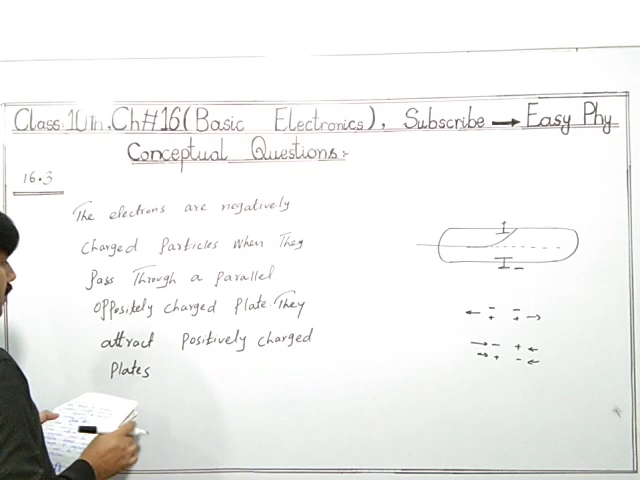 Class: 10th, Ch#16 (Basic Electronics), Subscribe → Easy Phy
Conceptual Questions:-
16.3
The electrons are negatively
charged Particles When They
Pass Through a parallel
oppositely charged Plate. They
attract positively charged
Plates